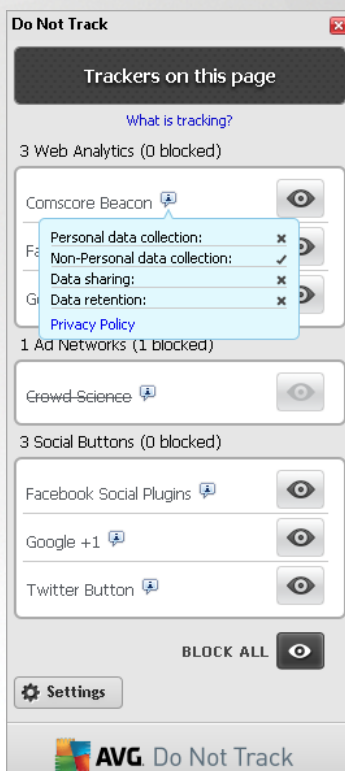 Do Not Track
Trackers on this page
What is tracking?
3 Web Analytics (0 blocked)
Comscore Beacon
Personal data collection: ✗
Non-Personal data collection: ✓
Data sharing: ✗
Data retention: ✗
Privacy Policy
1 Ad Networks (1 blocked)
Crowd Science
3 Social Buttons (0 blocked)
Facebook Social Plugins
Google +1
Twitter Button
BLOCK ALL
Settings
AVG. Do Not Track